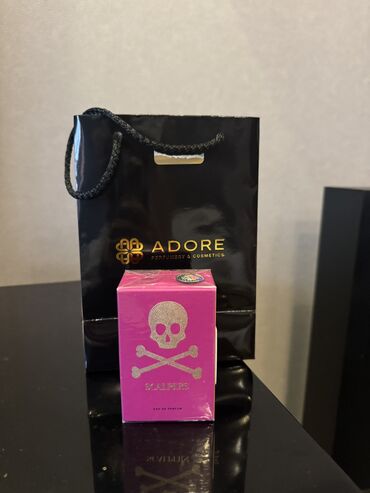 ADORE
PERFUMERY & COSMETICS
SCALPERS
EAU DE PARFUM